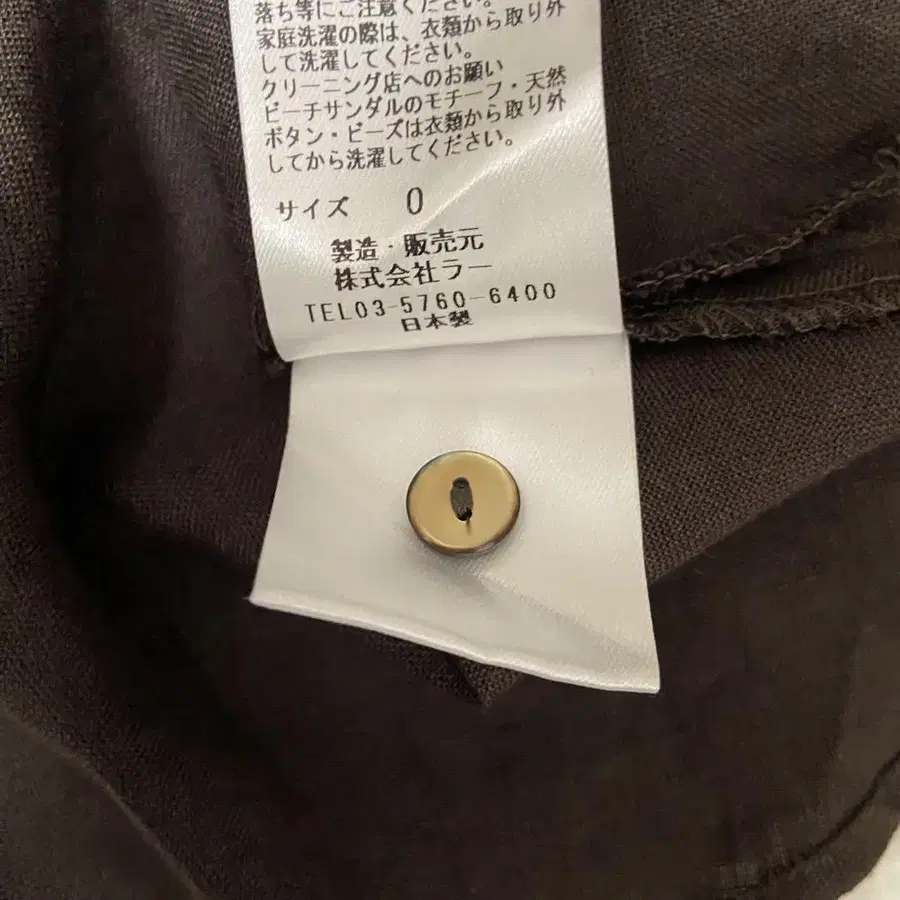 落ち等にご注意ください。
家庭洗濯の際は、衣類から取り外
して洗濯してください。
クリーニング店へのお願い
ビーチサンダルのモチーフ・天然
ボタン・ビーズは衣類から取り外
してから洗濯してください。
サイズ 0
製造・販売元
株式会社ラー
TEL03-5760-6400
日本製